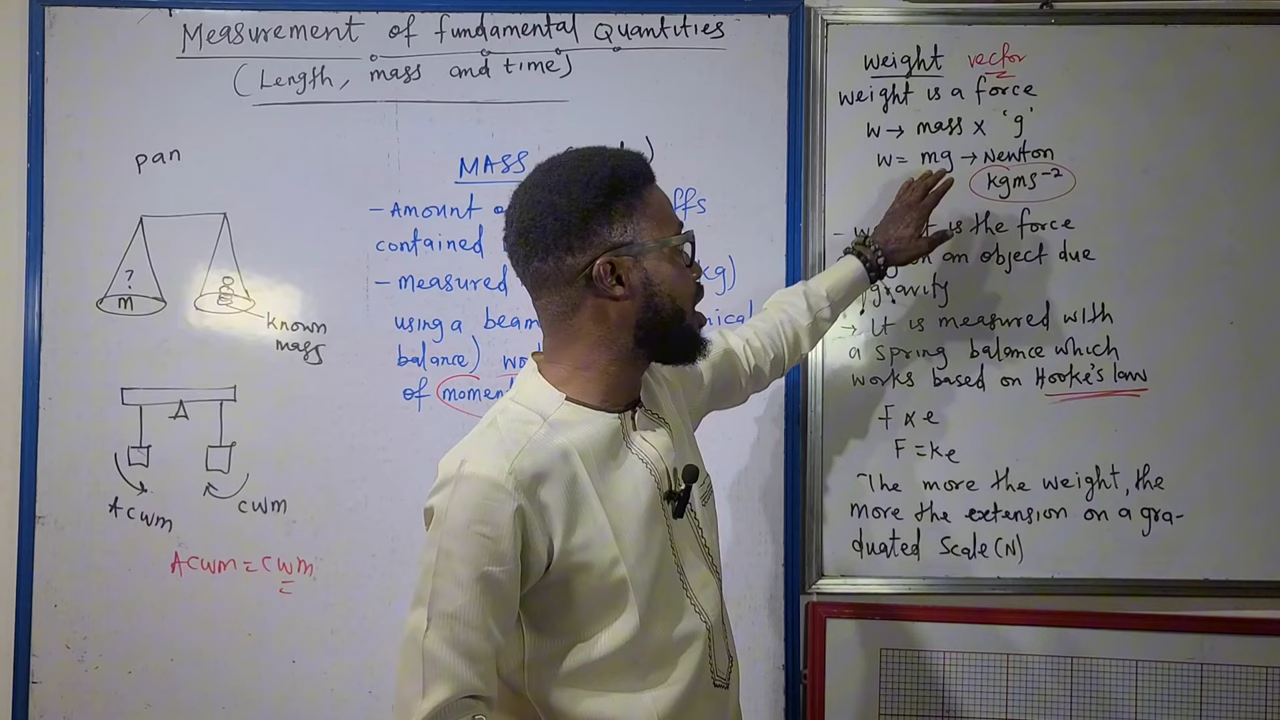 Measurement of fundamental Quantities
(Length, mass and time)
pan
?
m
known
mass
ACWM
CWM
ACWM = CWM
MASS
- Amount
contained
- measured kg)
using a beam
balance)
of
weight vector
weight is a force
W → mass x 'g'
W = mg → Newton
kgms⁻²
is the force
on an object due
gravity
→ It is measured with
a spring balance which
works based on Hooke's law
F ∝ e
F = ke
The more the weight, the
more the extension on a gra-
duated scale (N)